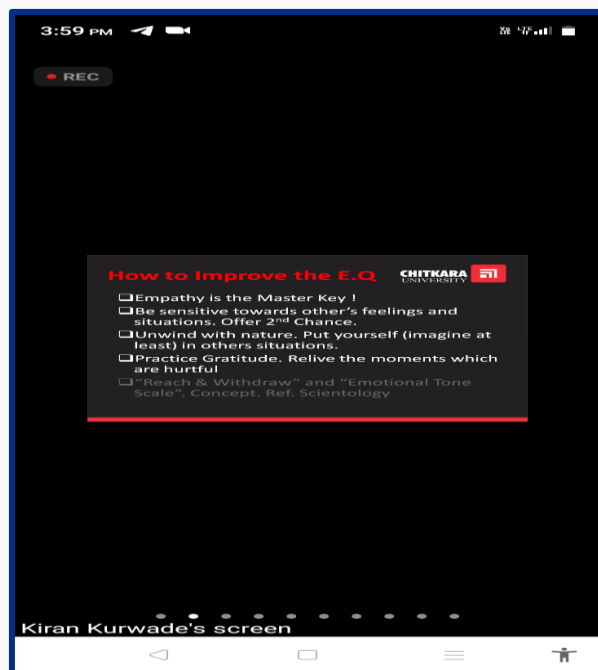 3:59 PM
REC
How to Improve the E.Q
CHITKARA
UNIVERSITY
❑Empathy is the Master Key !
❑Be sensitive towards other's feelings and
situations. Offer 2nd Chance.
❑Unwind with nature. Put yourself (imagine at
least) in others situations.
❑Practice Gratitude. Relive the moments which
are hurtful
❑"Reach & Withdraw" and "Emotional Tone
Scale". Concept. Ref. Scientology
Kiran Kurwade's screen